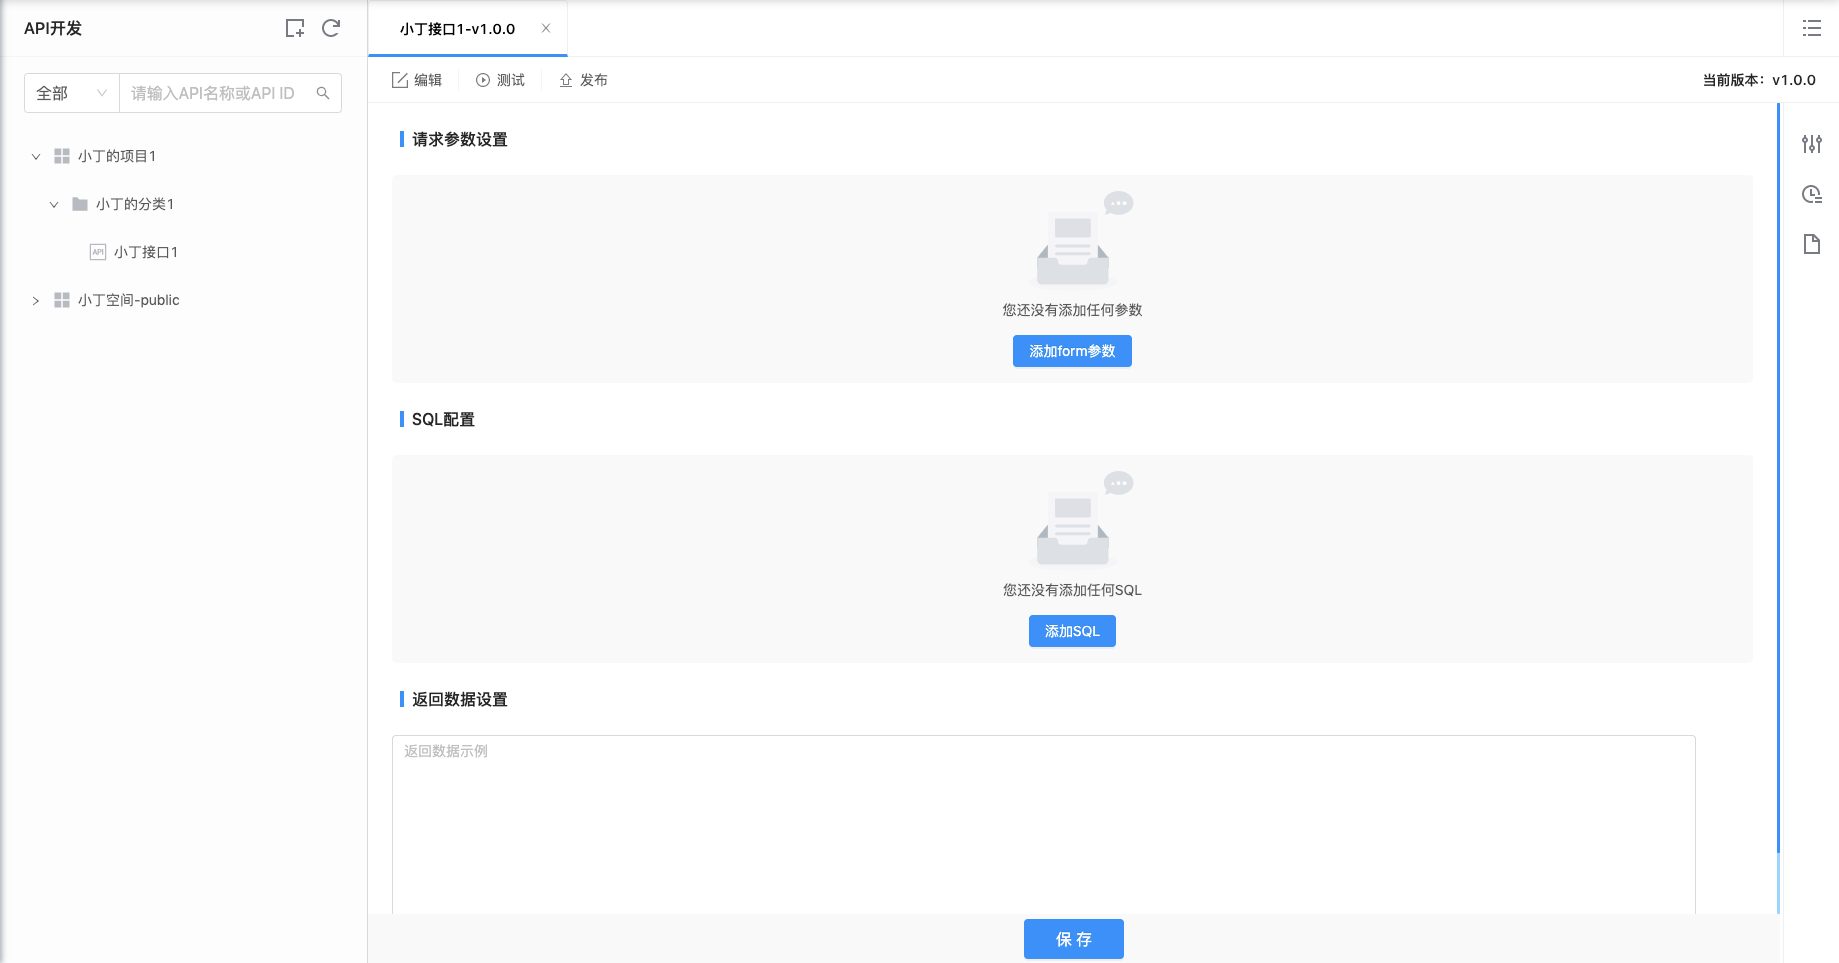 API开发
全部
请输入API名称或API ID
小丁的项目1
小丁的分类1
API
小丁接口1
小丁空间-public
小丁接口1-v1.0.0
编辑
测试
发布
当前版本：v1.0.0
请求参数设置
您还没有添加任何参数
添加form参数
SQL配置
您还没有添加任何SQL
添加SQL
返回数据设置
返回数据示例
保 存